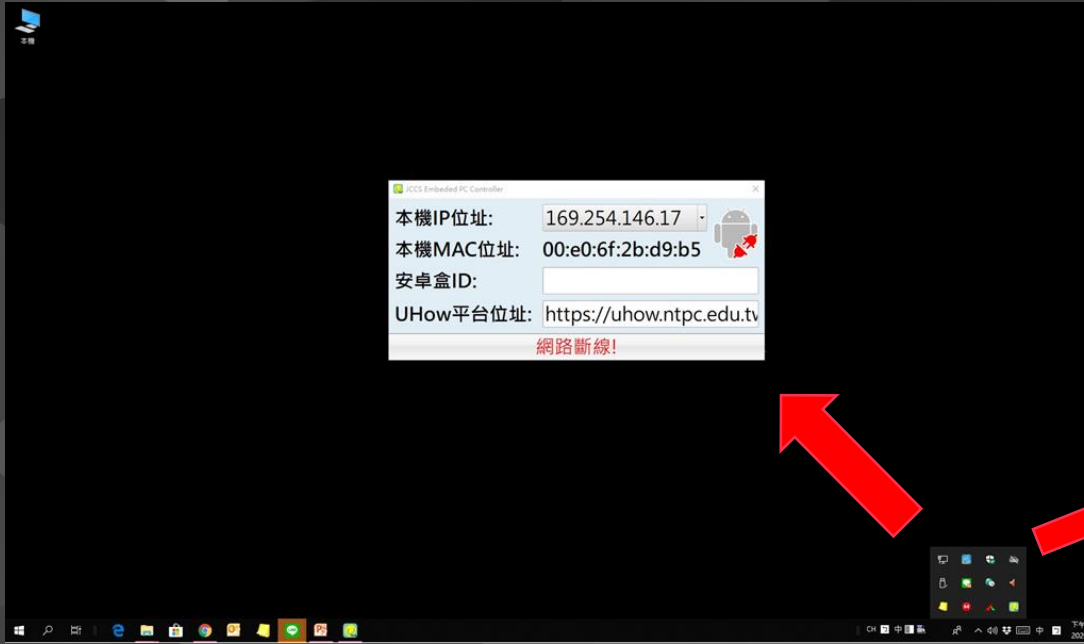 本機
JCCS Embeded PC Controller
本機IP位址: 169.254.146.17
本機MAC位址: 00:e0:6f:2b:d9:b5
安卓盒ID:
UHow平台位址: https://uhow.ntpc.edu.tv
網路斷線!
CH
中
中